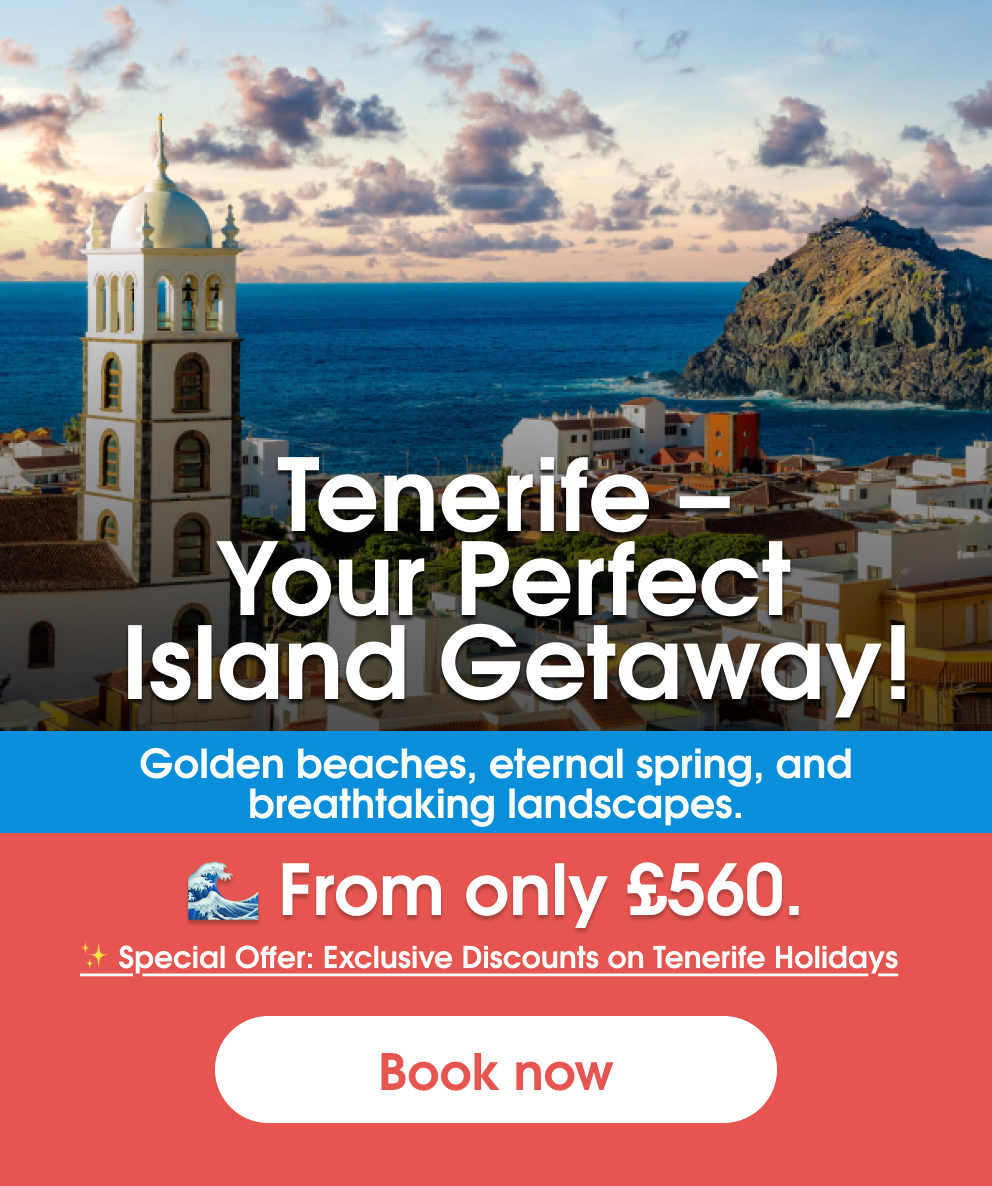 Tenerife –
Your Perfect
Island Getaway!
Golden beaches, eternal spring, and
breathtaking landscapes.
🌊 From only £560.
✨ Special Offer: Exclusive Discounts on Tenerife Holidays
Book now